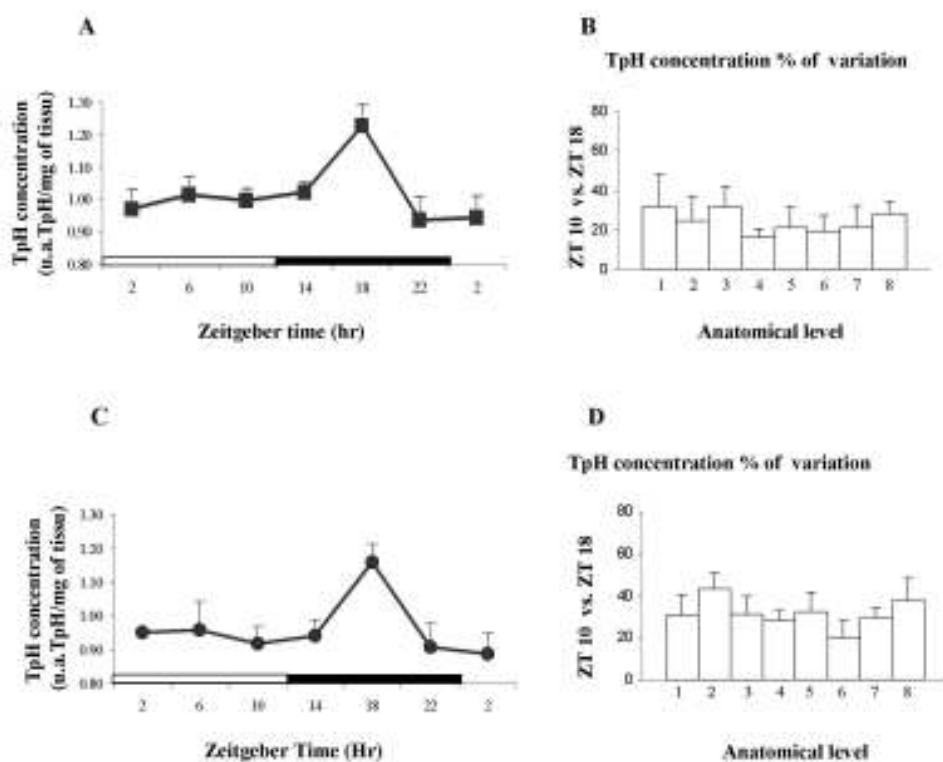 A
TpH concentration
(u.a.TpH/mg of tissu)
1.30
1.20
1.10
1.00
0.90
0.80
2 6 10 14 18 22 2
Zeitgeber time (hr)
B
TpH concentration % of variation
ZT 10 vs. ZT 18
80
60
40
20
0
1 2 3 4 5 6 7 8
Anatomical level
C
TpH concentration
(u.a.TpH/mg of tissu)
1.30
1.20
1.10
1.00
0.90
0.80
2 6 10 14 18 22 2
Zeitgeber Time (Hr)
D
TpH concentration % of variation
ZT 10 vs. ZT 18
80
60
40
20
0
1 2 3 4 5 6 7 8
Anatomical level